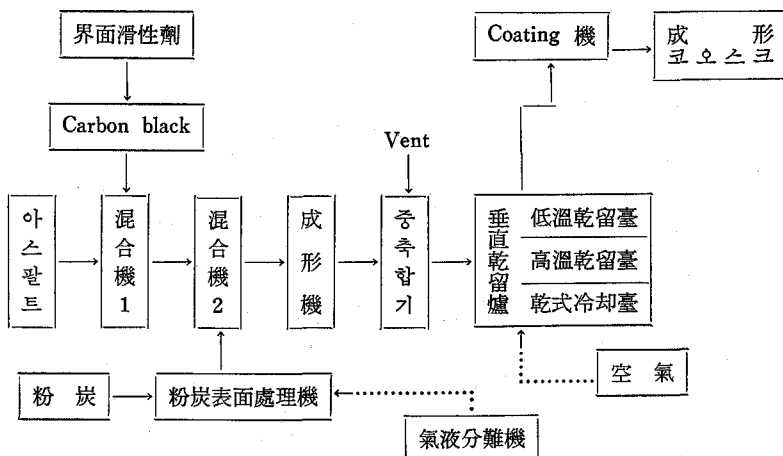 界面滑性劑
Coating 機
成形
코오스크
Carbon black
Vent
아스팔트
混合機1
混合機2
成形機
중축합기
垂直乾留爐
低溫乾留臺
高溫乾留臺
乾式冷却臺
空氣
粉炭
粉炭表面處理機
氣液分難機